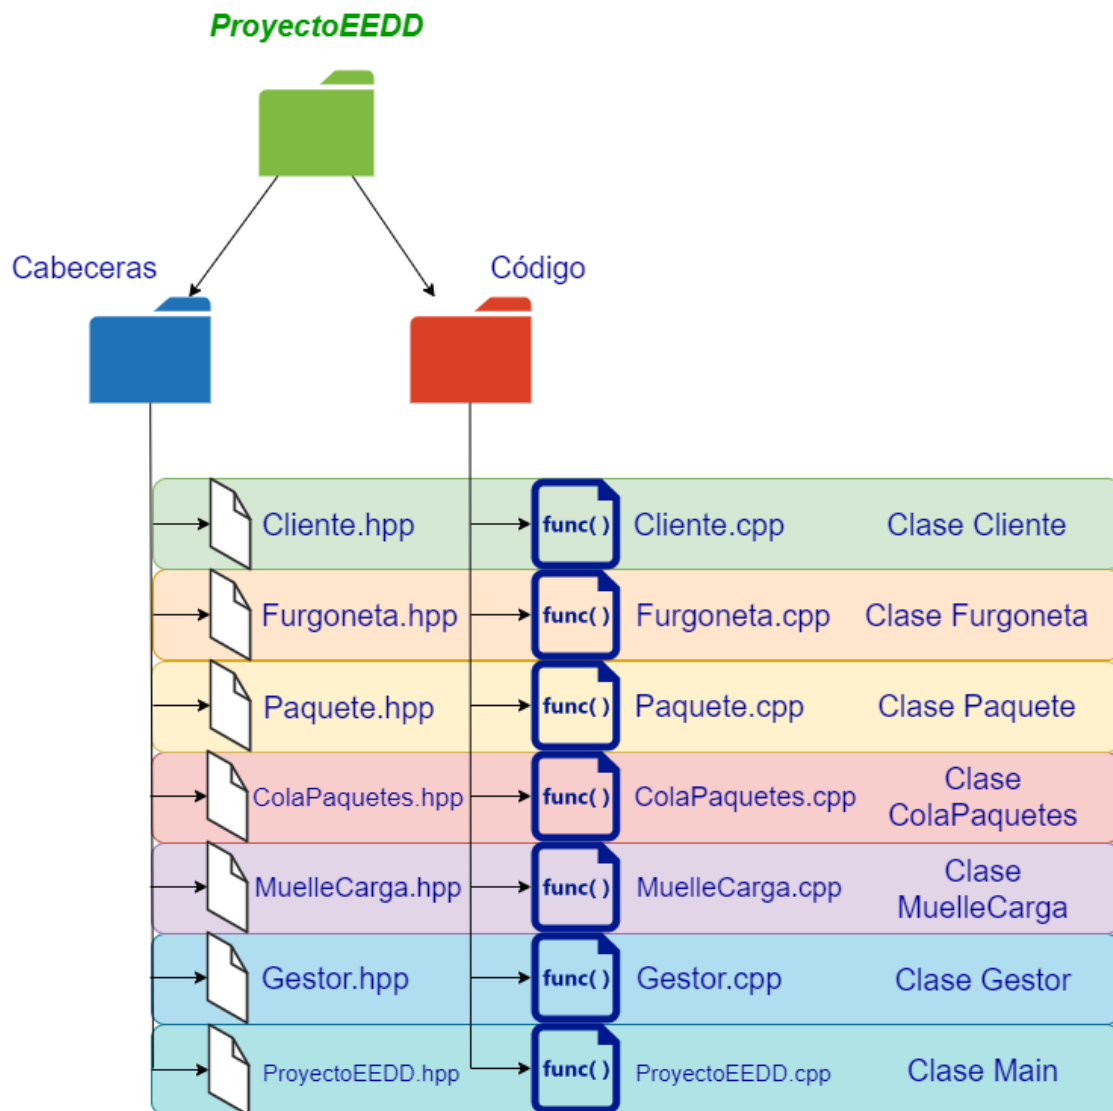 ProyectoEEDD
Cabeceras
Código
Cliente.hpp
func( )
Cliente.cpp
Clase Cliente
Furgoneta.hpp
func( )
Furgoneta.cpp
Clase Furgoneta
Paquete.hpp
func( )
Paquete.cpp
Clase Paquete
ColaPaquetes.hpp
func( )
ColaPaquetes.cpp
Clase
ColaPaquetes
MuelleCarga.hpp
func( )
MuelleCarga.cpp
Clase
MuelleCarga
Gestor.hpp
func( )
Gestor.cpp
Clase Gestor
ProyectoEEDD.hpp
func( )
ProyectoEEDD.cpp
Clase Main